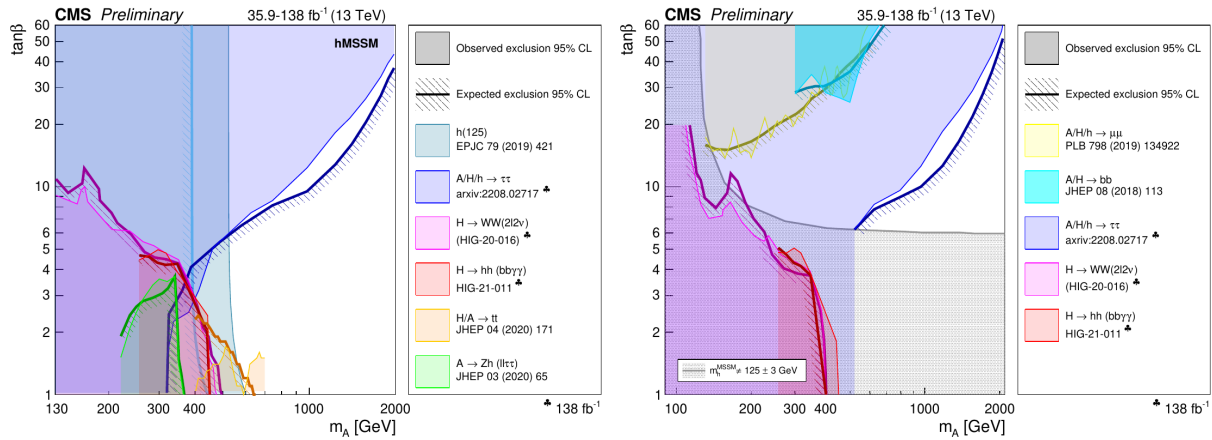 CMS Preliminary 35.9-138 fb⁻¹ (13 TeV)
tanβ
60
50
40
30
20
10
6
5
4
3
2
1
hMSSM
130 200 300 400 1000 2000
m_A [GeV]
Observed exclusion 95% CL
Expected exclusion 95% CL
h(125)
EPJC 79 (2019) 421
A/H/h → ττ
arxiv:2208.02717 ♣
H → WW(2l2ν)
(HIG-20-016) ♣
H → hh (bbγγ)
HIG-21-011 ♣
H/A → tt
JHEP 04 (2020) 171
A → Zh (llττ)
JHEP 03 (2020) 65
♣ 138 fb⁻¹
CMS Preliminary 35.9-138 fb⁻¹ (13 TeV)
tanβ
60
50
40
30
20
10
6
5
4
3
2
1
m_h^MSSM ≠ 125 ± 3 GeV
100 200 300 400 1000 2000
m_A [GeV]
Observed exclusion 95% CL
Expected exclusion 95% CL
A/H/h → μμ
PLB 798 (2019) 134922
A/H → bb
JHEP 08 (2018) 113
A/H/h → ττ
axriv:2208.02717 ♣
H → WW(2l2ν)
(HIG-20-016) ♣
H → hh (bbγγ)
HIG-21-011 ♣
♣ 138 fb⁻¹